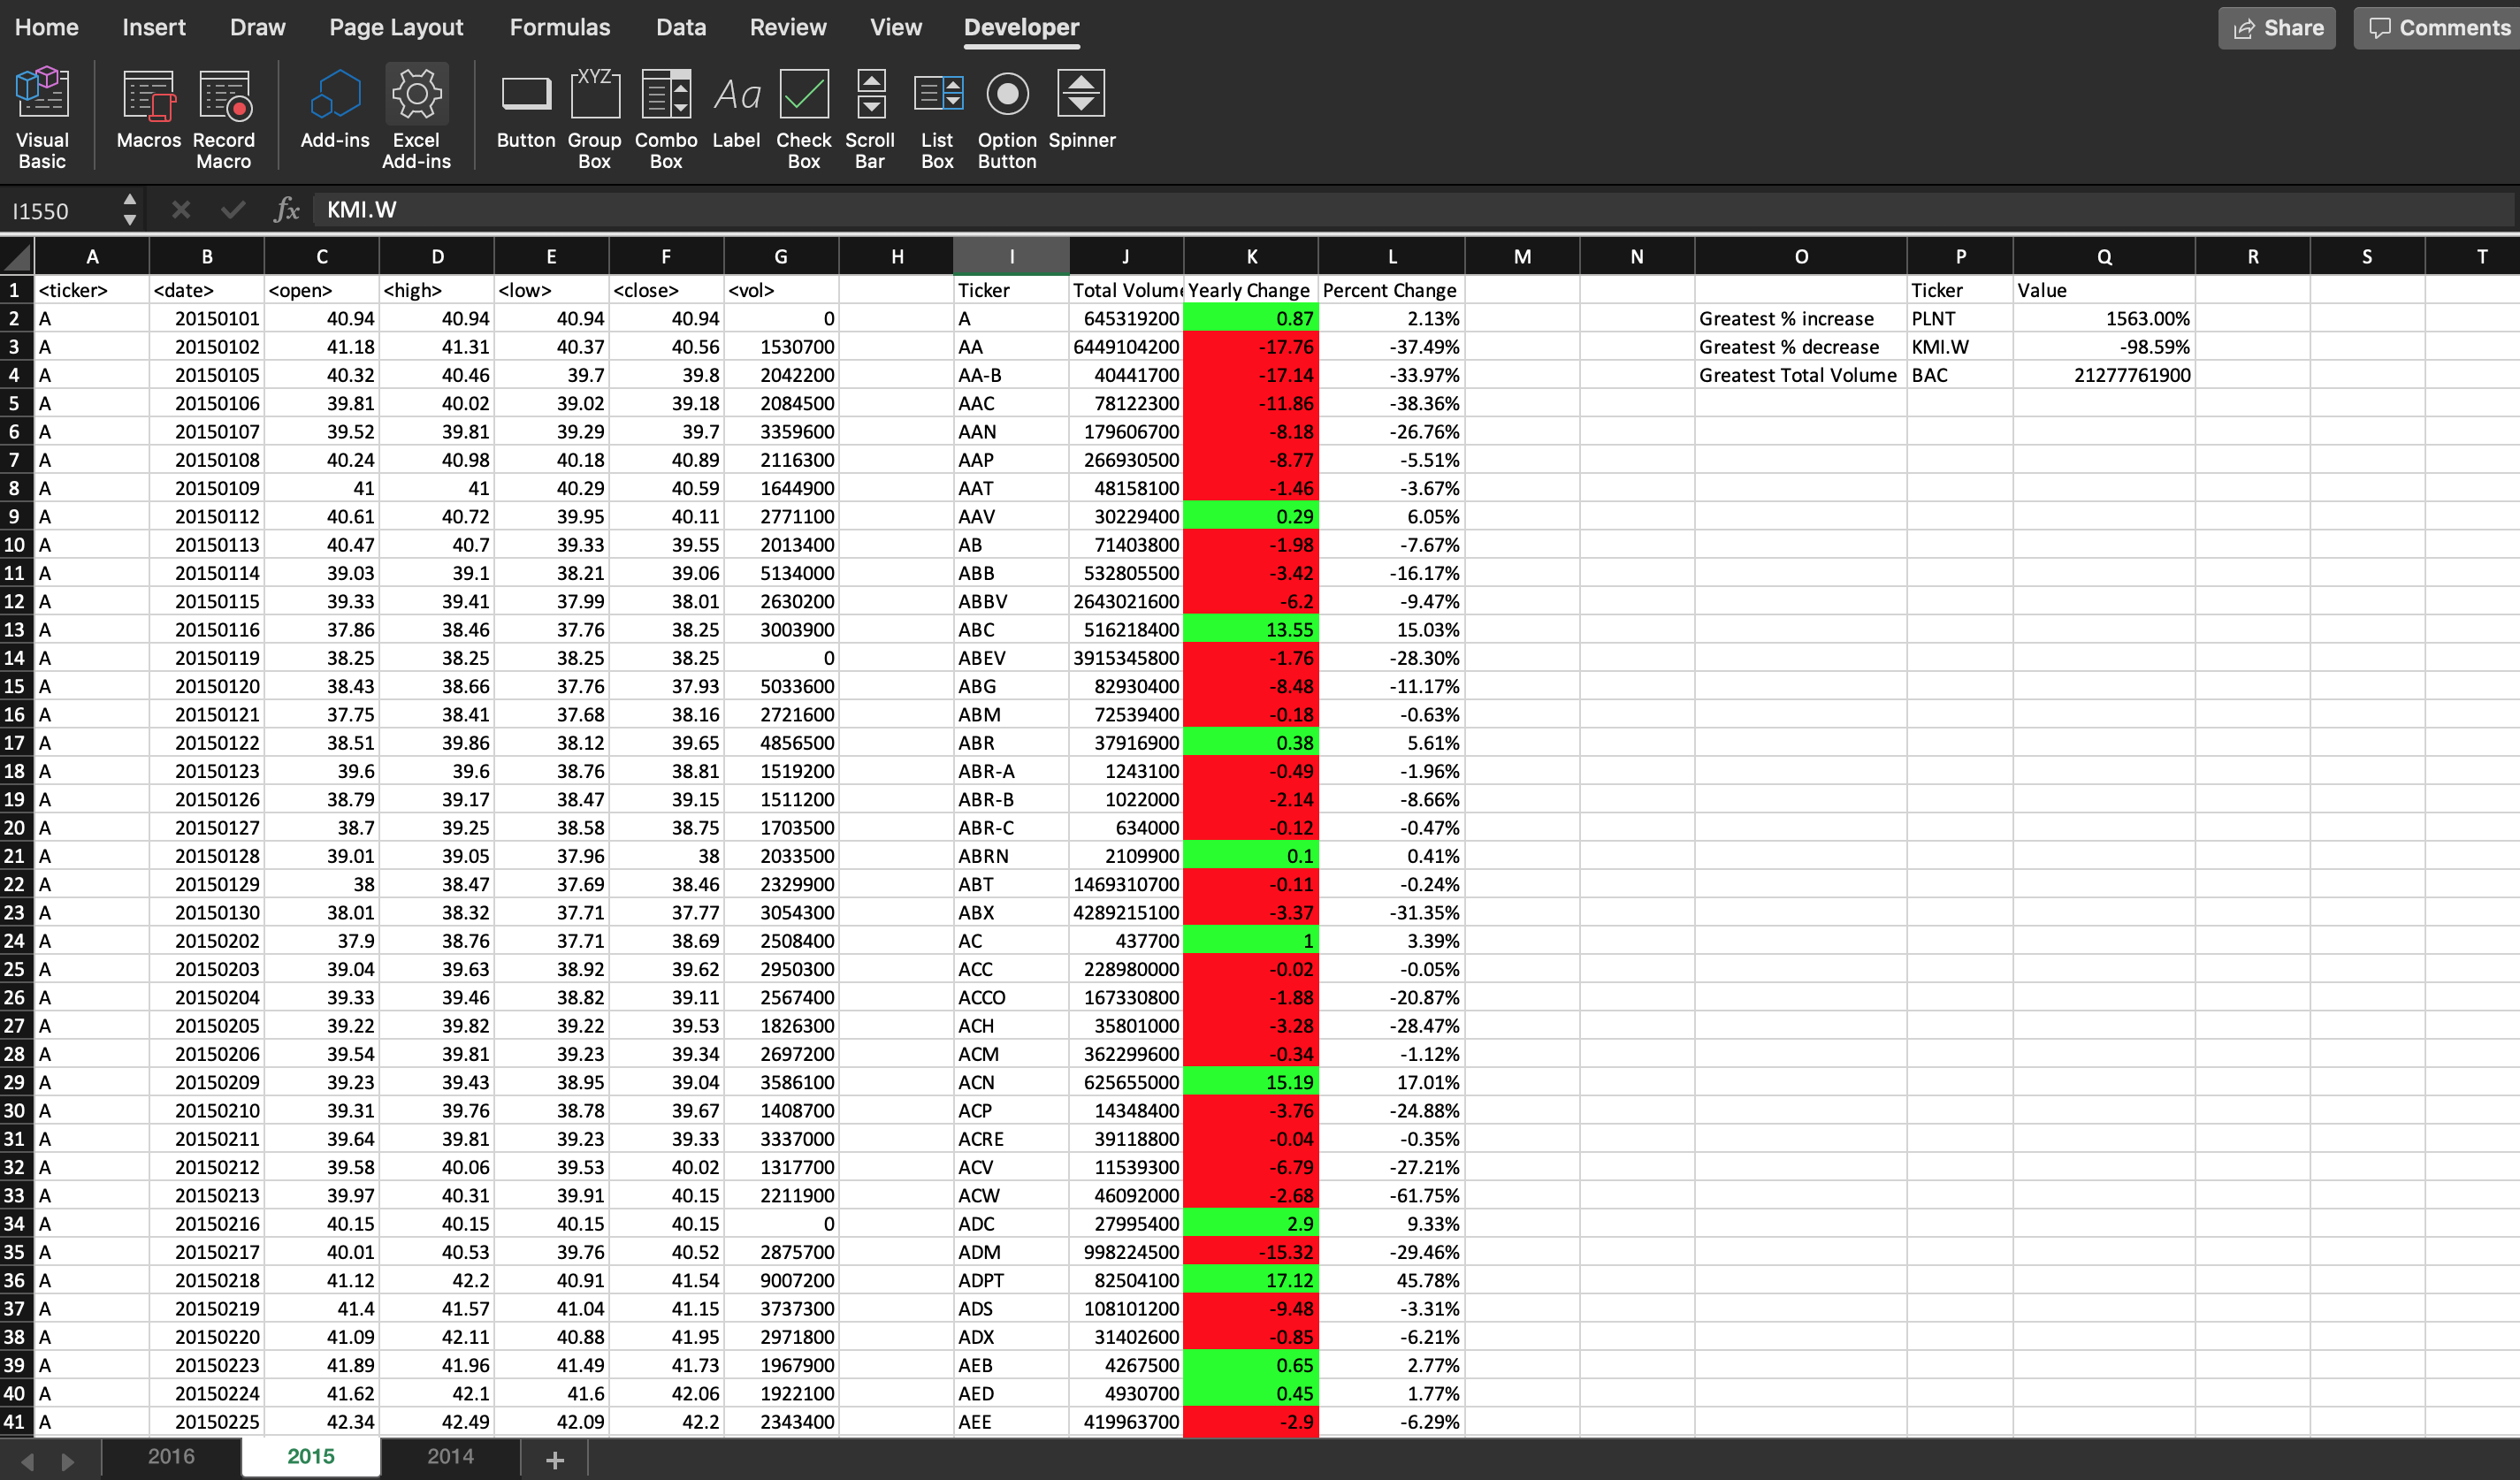 Home Insert Draw Page Layout Formulas Data Review View Developer Share Comments
XYZ Aa
Visual Basic Macros Record Macro Add-ins Excel Add-ins Button Group Box Combo Box Label Check Box Scroll Bar List Box Option Button Spinner
I1550 fx KMI.W
A B C D E F G H I J K L M N O P Q R S T
1 <ticker> <date> <open> <high> <low> <close> <vol> Ticker Total Volum Yearly Change Percent Change Ticker Value
2 A 20150101 40.94 40.94 40.94 40.94 0 A 645319200 0.87 2.13% Greatest % increase PLNT 1563.00%
3 A 20150102 41.18 41.31 40.37 40.56 1530700 AA 6449104200 -17.76 -37.49% Greatest % decrease KMI.W -98.59%
4 A 20150105 40.32 40.46 39.7 39.8 2042200 AA-B 40441700 -17.14 -33.97% Greatest Total Volume BAC 21277761900
5 A 20150106 39.81 40.02 39.02 39.18 2084500 AAC 78122300 -11.86 -38.36%
6 A 20150107 39.52 39.81 39.29 39.7 3359600 AAN 179606700 -8.18 -26.76%
7 A 20150108 40.24 40.98 40.18 40.89 2116300 AAP 266930500 -8.77 -5.51%
8 A 20150109 41 41 40.29 40.59 1644900 AAT 48158100 -1.46 -3.67%
9 A 20150112 40.61 40.72 39.95 40.11 2771100 AAV 30229400 0.29 6.05%
10 A 20150113 40.47 40.7 39.33 39.55 2013400 AB 71403800 -1.98 -7.67%
11 A 20150114 39.03 39.1 38.21 39.06 5134000 ABB 532805500 -3.42 -16.17%
12 A 20150115 39.33 39.41 37.99 38.01 2630200 ABBV 2643021600 -6.2 -9.47%
13 A 20150116 37.86 38.46 37.76 38.25 3003900 ABC 516218400 13.55 15.03%
14 A 20150119 38.25 38.25 38.25 38.25 0 ABEV 3915345800 -1.76 -28.30%
15 A 20150120 38.43 38.66 37.76 37.93 5033600 ABG 82930400 -8.48 -11.17%
16 A 20150121 37.75 38.41 37.68 38.16 2721600 ABM 72539400 -0.18 -0.63%
17 A 20150122 38.51 39.86 38.12 39.65 4856500 ABR 37916900 0.38 5.61%
18 A 20150123 39.6 39.6 38.76 38.81 1519200 ABR-A 1243100 -0.49 -1.96%
19 A 20150126 38.79 39.17 38.47 39.15 1511200 ABR-B 1022000 -2.14 -8.66%
20 A 20150127 38.7 39.25 38.58 38.75 1703500 ABR-C 634000 -0.12 -0.47%
21 A 20150128 39.01 39.05 37.96 38 2033500 ABRN 2109900 0.1 0.41%
22 A 20150129 38 38.47 37.69 38.46 2329900 ABT 1469310700 -0.11 -0.24%
23 A 20150130 38.01 38.32 37.71 37.77 3054300 ABX 4289215100 -3.37 -31.35%
24 A 20150202 37.9 38.76 37.71 38.69 2508400 AC 437700 1 3.39%
25 A 20150203 39.04 39.63 38.92 39.62 2950300 ACC 228980000 -0.02 -0.05%
26 A 20150204 39.33 39.46 38.82 39.11 2567400 ACCO 167330800 -1.88 -20.87%
27 A 20150205 39.22 39.82 39.22 39.53 1826300 ACH 35801000 -3.28 -28.47%
28 A 20150206 39.54 39.81 39.23 39.34 2697200 ACM 362299600 -0.34 -1.12%
29 A 20150209 39.23 39.43 38.95 39.04 3586100 ACN 625655000 15.19 17.01%
30 A 20150210 39.31 39.76 38.78 39.67 1408700 ACP 14348400 -3.76 -24.88%
31 A 20150211 39.64 39.81 39.23 39.33 3337000 ACRE 39118800 -0.04 -0.35%
32 A 20150212 39.58 40.06 39.53 40.02 1317700 ACV 11539300 -6.79 -27.21%
33 A 20150213 39.97 40.31 39.91 40.15 2211900 ACW 46092000 -2.68 -61.75%
34 A 20150216 40.15 40.15 40.15 40.15 0 ADC 27995400 2.9 9.33%
35 A 20150217 40.01 40.53 39.76 40.52 2875700 ADM 998224500 -15.32 -29.46%
36 A 20150218 41.12 42.2 40.91 41.54 9007200 ADPT 82504100 17.12 45.78%
37 A 20150219 41.4 41.57 41.04 41.15 3737300 ADS 108101200 -9.48 -3.31%
38 A 20150220 41.09 42.11 40.88 41.95 2971800 ADX 31402600 -0.85 -6.21%
39 A 20150223 41.89 41.96 41.49 41.73 1967900 AEB 4267500 0.65 2.77%
40 A 20150224 41.62 42.1 41.6 42.06 1922100 AED 4930700 0.45 1.77%
41 A 20150225 42.34 42.49 42.09 42.2 2343400 AEE 419963700 -2.9 -6.29%
2016 2015 2014 +